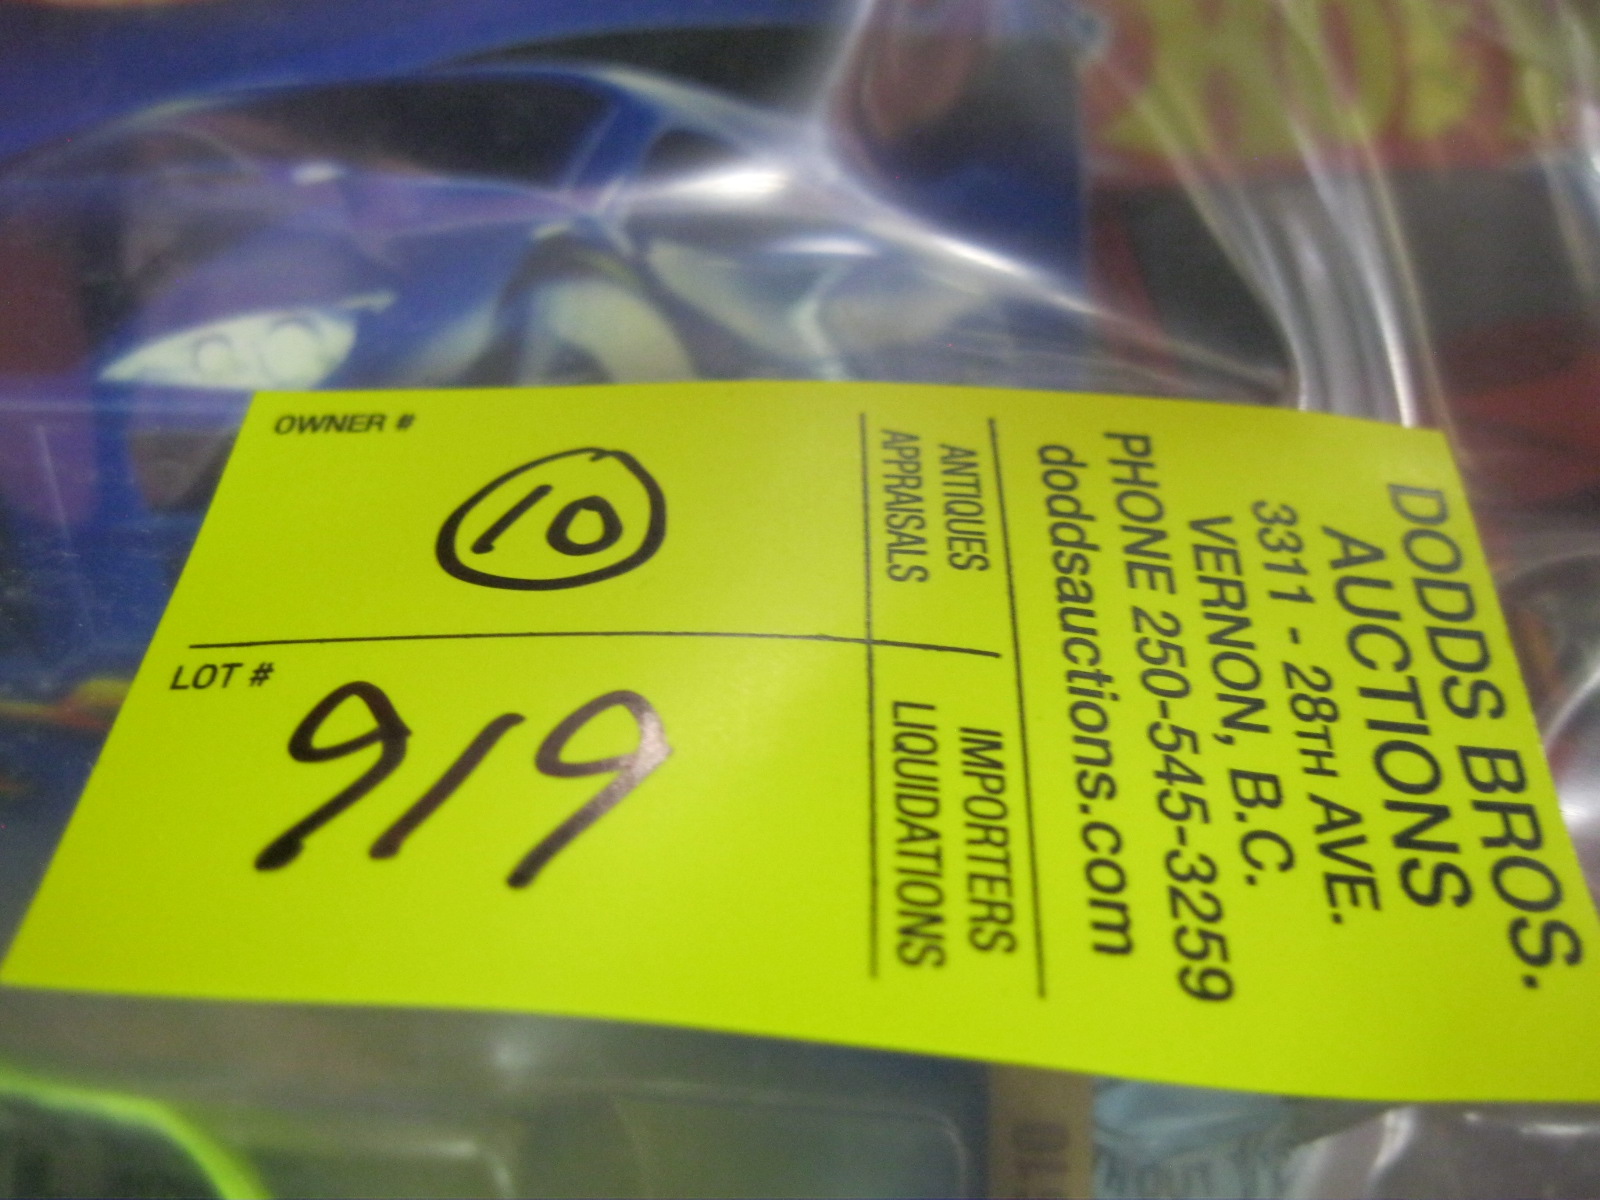 DODDS BROS.
AUCTIONS
3311 - 28TH AVE.
VERNON, B.C.
PHONE 250-545-3259
doddsauctions.com
ANTIQUES
APPRAISALS
IMPORTERS
LIQUIDATIONS
OWNER #
10
LOT #
919